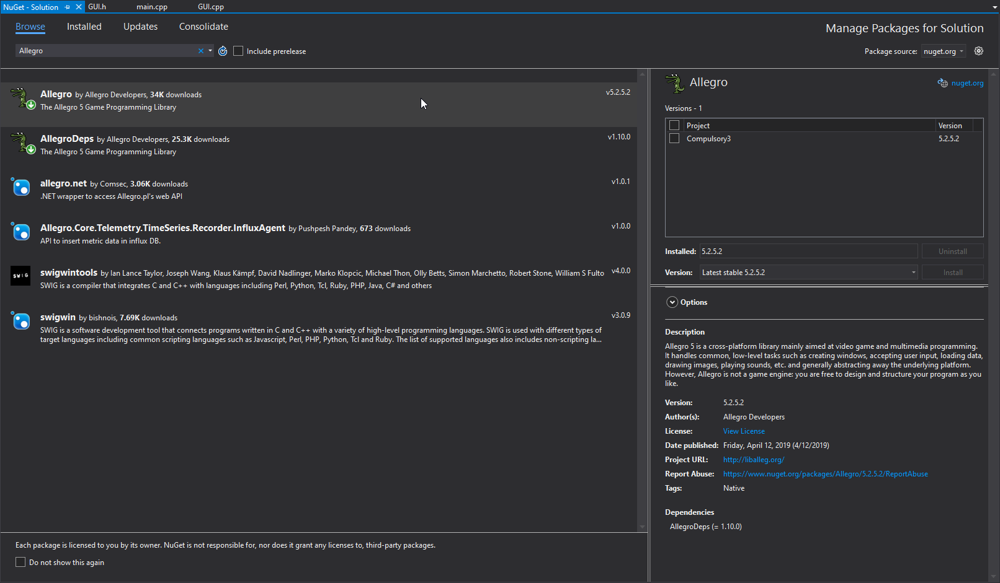 NuGet - Solution GUI.h main.cpp GUI.cpp
Browse Installed Updates Consolidate
Manage Packages for Solution
Allegro Include prerelease
Package source: nuget.org
Allegro by Allegro Developers, 34K downloads v5.2.5.2
The Allegro 5 Game Programming Library
AllegroDeps by Allegro Developers, 25.3K downloads v1.10.0
The Allegro 5 Game Programming Library
allegro.net by Comsec, 3.06K downloads v1.0.1
.NET wrapper to access Allegro.pl's web API
Allegro.Core.Telemetry.TimeSeries.Recorder.InfluxAgent by Pushpesh Pandey, 673 downloads v1.0.0
API to insert metric data in influx DB.
SWIG
swigwintools by Ian Lance Taylor, Joseph Wang, Klaus Kämpf, David Nadlinger, Marko Klopcic, Michael Thon, Olly Betts, Simon Marchetto, Robert Stone, William S Fulto v4.0.0
SWIG is a compiler that integrates C and C++ with languages including Perl, Python, Tcl, Ruby, PHP, Java, C# and others
swigwin by bishnois, 7.69K downloads v3.0.9
SWIG is a software development tool that connects programs written in C and C++ with a variety of high-level programming languages. SWIG is used with different types of
target languages including common scripting languages such as Javascript, Perl, PHP, Python, Tcl and Ruby. The list of supported languages also includes non-scripting la...
Each package is licensed to you by its owner. NuGet is not responsible for, nor does it grant any licenses to, third-party packages.
Do not show this again
Allegro nuget.org
Versions - 1
Project Version
Compulsory3 5.2.5.2
Installed: 5.2.5.2 Uninstall
Version: Latest stable 5.2.5.2 Install
Options
Description
Allegro 5 is a cross-platform library mainly aimed at video game and multimedia programming.
It handles common, low-level tasks such as creating windows, accepting user input, loading data,
drawing images, playing sounds, etc. and generally abstracting away the underlying platform.
However, Allegro is not a game engine: you are free to design and structure your program as you
like.
Version: 5.2.5.2
Author(s): Allegro Developers
License: View License
Date published: Friday, April 12, 2019 (4/12/2019)
Project URL: http://liballeg.org/
Report Abuse: https://www.nuget.org/packages/Allegro/5.2.5.2/ReportAbuse
Tags: Native
Dependencies
AllegroDeps (= 1.10.0)